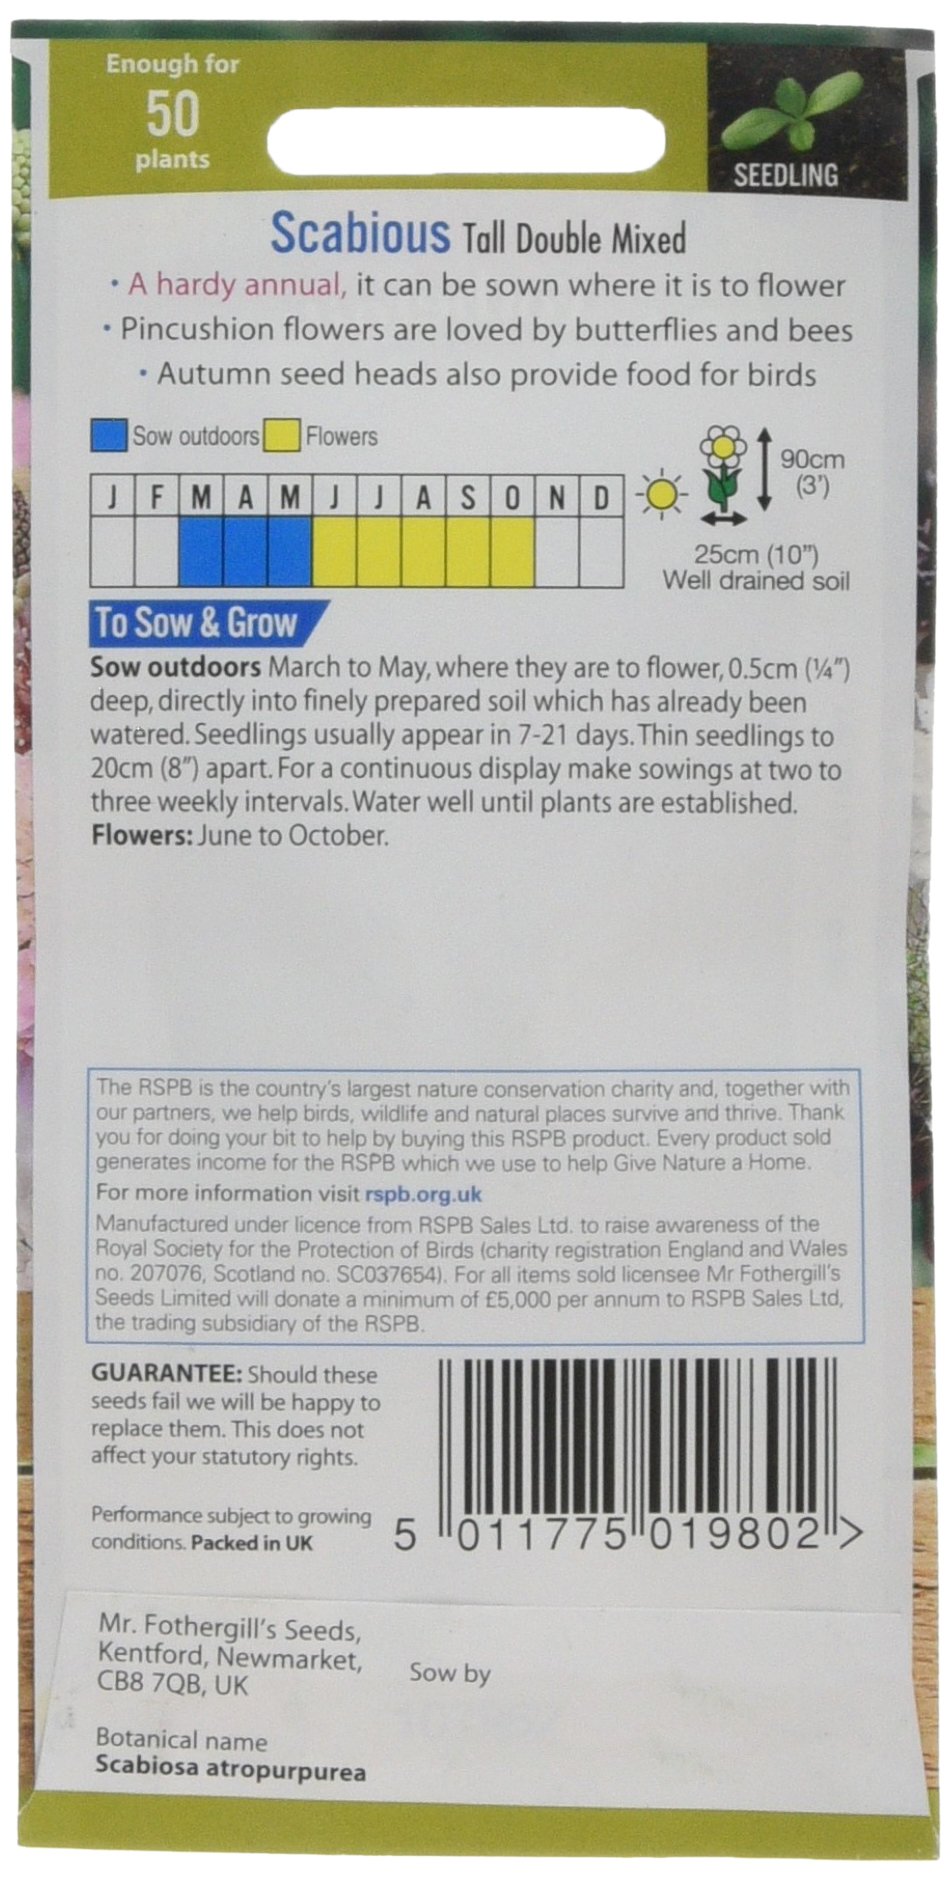 Enough for
50
plants
SEEDLING
Scabious Tall Double Mixed
• A hardy annual, it can be sown where it is to flower
• Pincushion flowers are loved by butterflies and bees
• Autumn seed heads also provide food for birds
Sow outdoors Flowers
J F M A M J J A S O N D
90cm
(3')
25cm (10")
Well drained soil
To Sow & Grow
Sow outdoors March to May, where they are to flower, 0.5cm (¼")
deep, directly into finely prepared soil which has already been
watered. Seedlings usually appear in 7-21 days. Thin seedlings to
20cm (8") apart. For a continuous display make sowings at two to
three weekly intervals. Water well until plants are established.
Flowers: June to October.
The RSPB is the country's largest nature conservation charity and, together with
our partners, we help birds, wildlife and natural places survive and thrive. Thank
you for doing your bit to help by buying this RSPB product. Every product sold
generates income for the RSPB which we use to help Give Nature a Home.
For more information visit rspb.org.uk
Manufactured under licence from RSPB Sales Ltd. to raise awareness of the
Royal Society for the Protection of Birds (charity registration England and Wales
no. 207076, Scotland no. SC037654). For all items sold licensee Mr Fothergill's
Seeds Limited will donate a minimum of £5,000 per annum to RSPB Sales Ltd,
the trading subsidiary of the RSPB.
GUARANTEE: Should these
seeds fail we will be happy to
replace them. This does not
affect your statutory rights.
Performance subject to growing
conditions. Packed in UK
5 011775 019802 >
Mr. Fothergill's Seeds,
Kentford, Newmarket,
CB8 7QB, UK
Sow by
Botanical name
Scabiosa atropurpurea